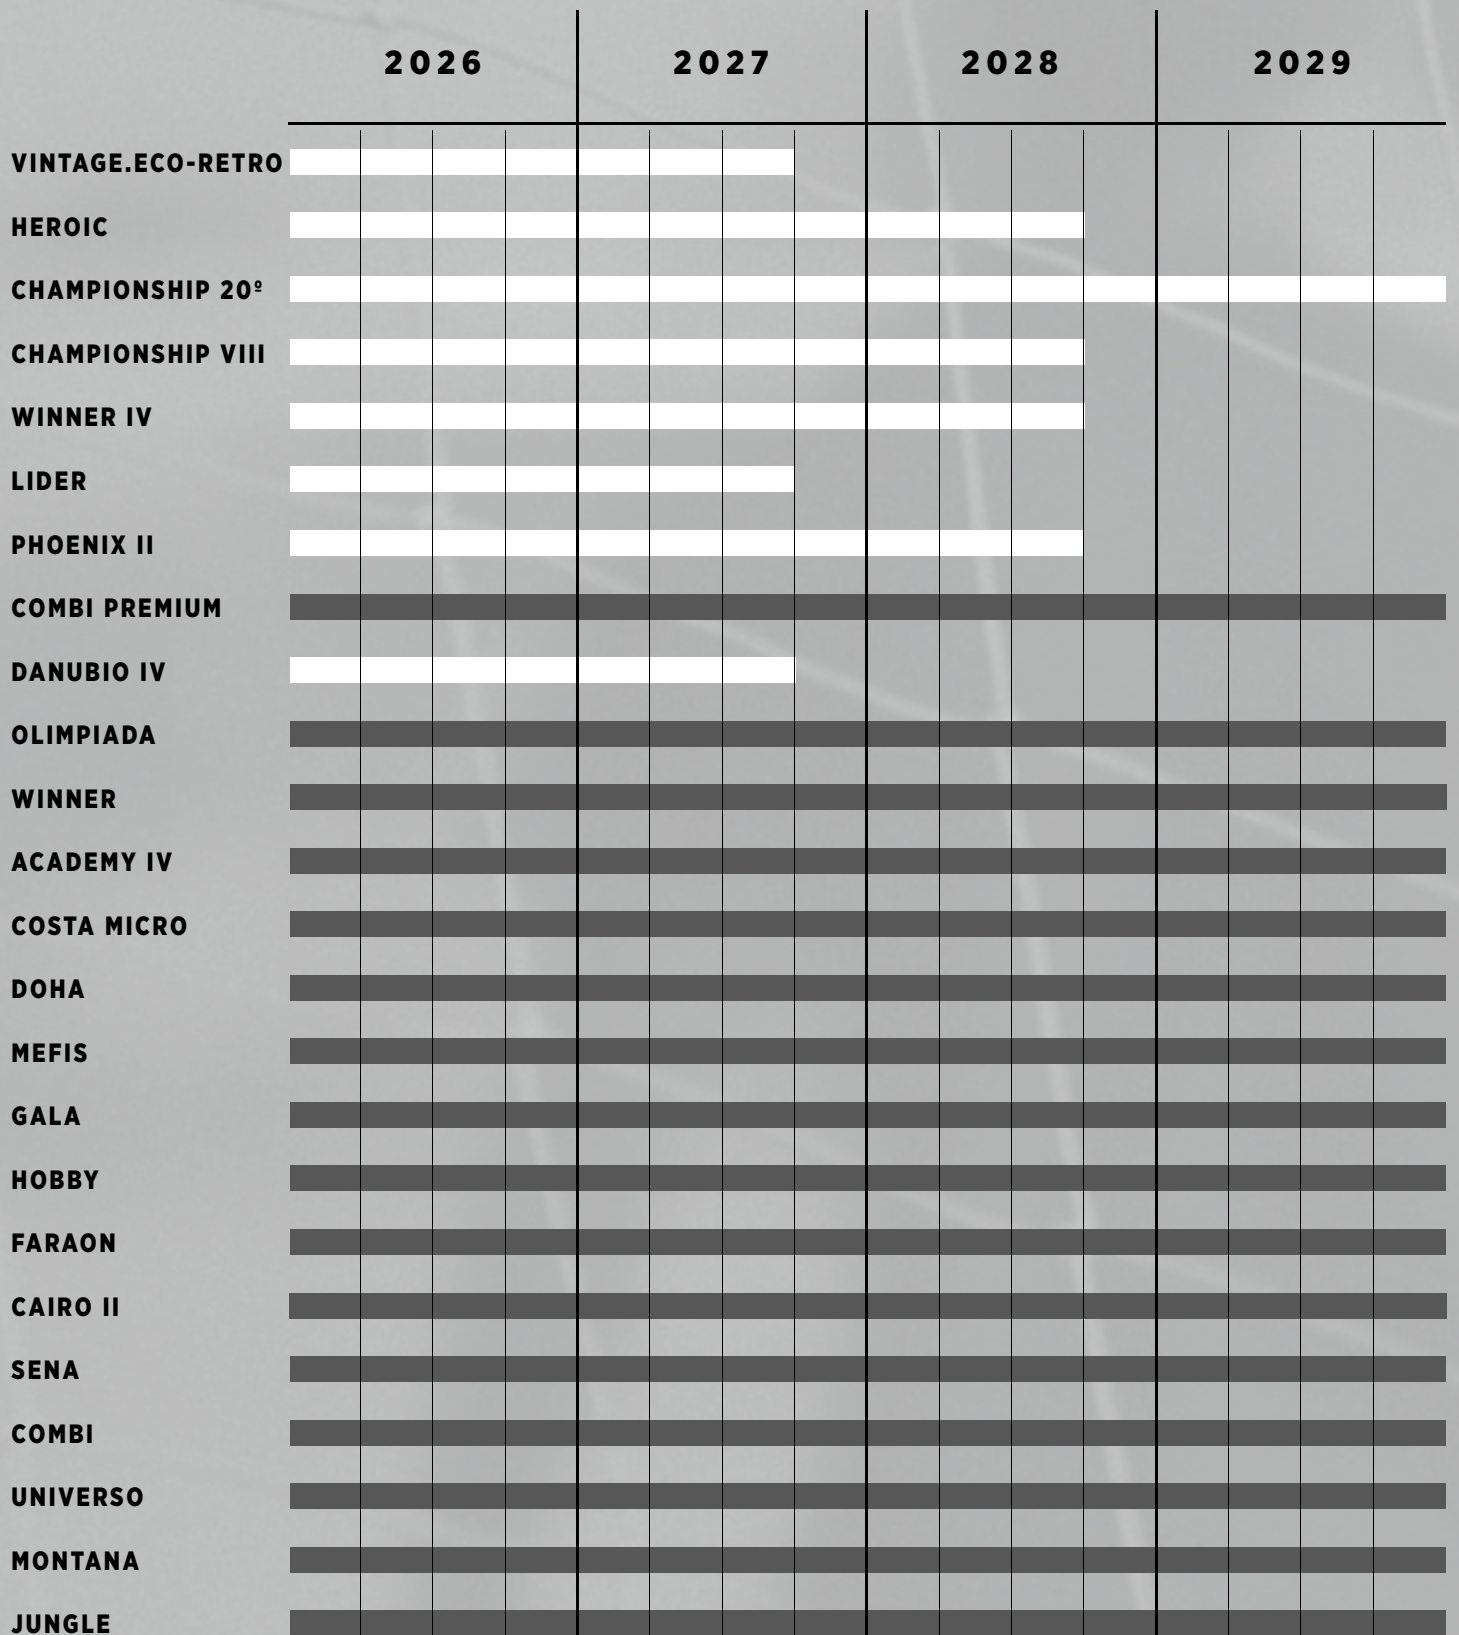 2026 2027 2028 2029
VINTAGE.ECO-RETRO
HEROIC
CHAMPIONSHIP 20º
CHAMPIONSHIP VIII
WINNER IV
LIDER
PHOENIX II
COMBI PREMIUM
DANUBIO IV
OLIMPIADA
WINNER
ACADEMY IV
COSTA MICRO
DOHA
MEFIS
GALA
HOBBY
FARAON
CAIRO II
SENA
COMBI
UNIVERSO
MONTANA
JUNGLE